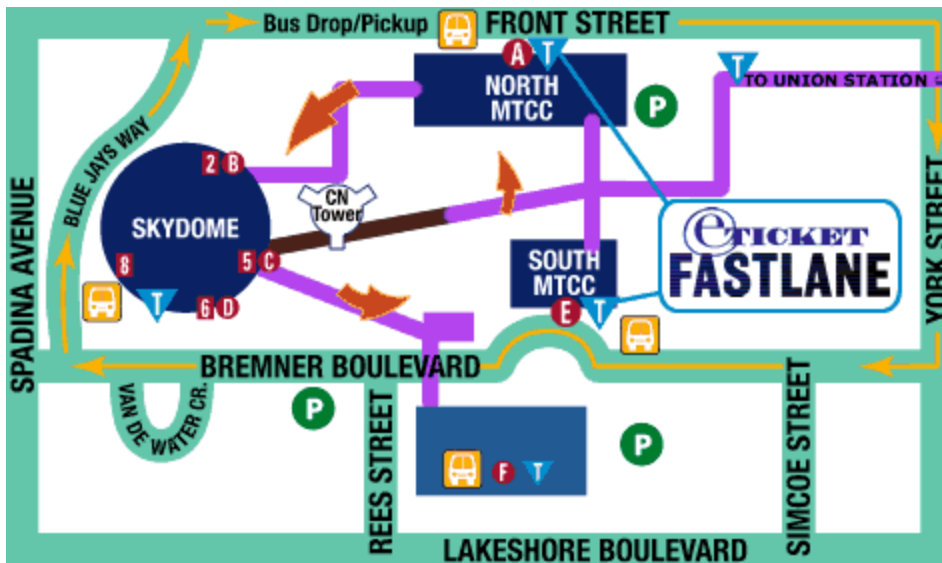 Bus Drop/Pickup
FRONT STREET
A
T
T
NORTH
MTCC
P
TO UNION STATION
BLUE JAYS WAY
SPADINA AVENUE
YORK STREET
2 B
CN
Tower
SKYDOME
8
5 C
6 D
T
SOUTH
MTCC
E
T
eTICKET
FASTLANE
BREMNER BOULEVARD
VAN DE WATER CR.
P
REES STREET
F
T
P
SIMCOE STREET
LAKESHORE BOULEVARD